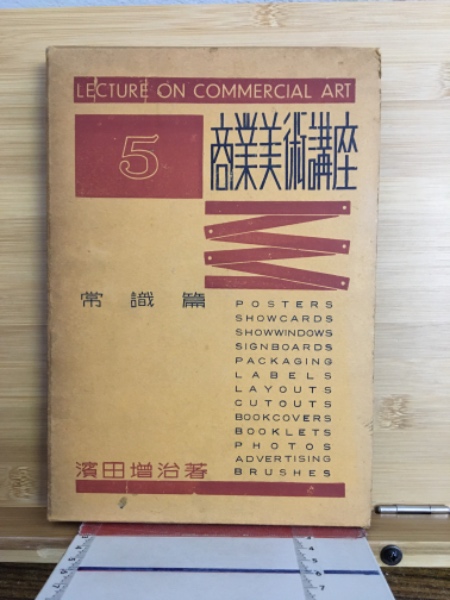 LECTURE ON COMMERCIAL ART
5
商業美術講座
常識篇
POSTERS
SHOWCARDS
SHOWWINDOWS
SIGNBOARDS
PACKAGING
LABELS
LAYOUTS
CUTOUTS
BOOKCOVERS
BOOKLETS
PHOTOS
ADVERTISING
BRUSHES
濱田増治著